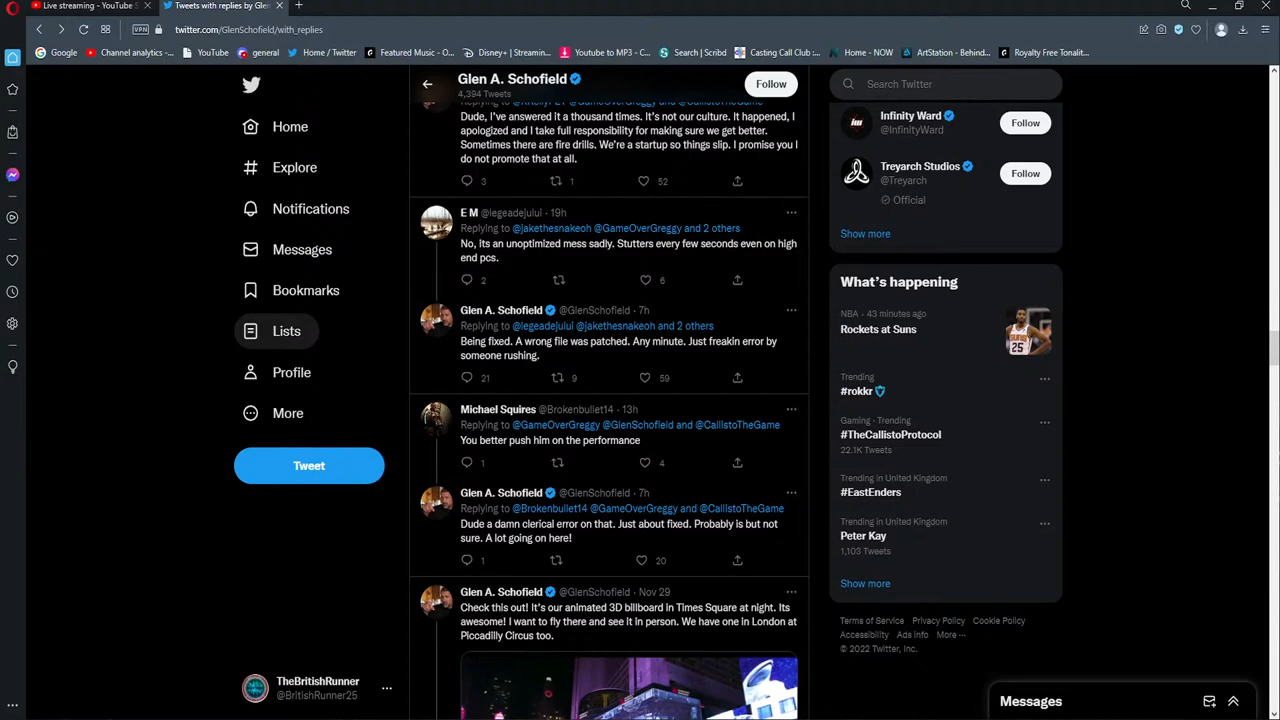 Live streaming - YouTube S
Tweets with replies by Glen
twitter.com/GlenSchofield/with_replies
VPN
Google
Channel analytics -...
YouTube
general
Home / Twitter
Featured Music - O...
Disney+ | Streamin...
Youtube to MP3 - C...
Search | Scribd
Casting Call Club :...
Home - NOW
ArtStation - Behind...
Royalty Free Tonalit...
Home
Explore
Notifications
Messages
Bookmarks
Lists
Profile
More
Tweet
TheBritishRunner
@BritishRunner25
Glen A. Schofield
4,394 Tweets
Follow
Dude, I've answered it a thousand times. It's not our culture. It happened, I
apologized and I take full responsibility for making sure we get better.
Sometimes there are fire drills. We're a startup so things slip. I promise you I
do not promote that at all.
3 1 52
E M @legeadejului · 19h
Replying to @jakethesnakeoh @GameOverGreggy and 2 others
No, its an unoptimized mess sadly. Stutters every few seconds even on high
end pcs.
2 6
Glen A. Schofield @GlenSchofield · 7h
Replying to @legeadejului @jakethesnakeoh and 2 others
Being fixed. A wrong file was patched. Any minute. Just freakin error by
someone rushing.
21 9 59
Michael Squires @Brokenbullet14 · 13h
Replying to @GameOverGreggy @GlenSchofield and @CallistoTheGame
You better push him on the performance
1 4
Glen A. Schofield @GlenSchofield · 7h
Replying to @Brokenbullet14 @GameOverGreggy and @CallistoTheGame
Dude a damn clerical error on that. Just about fixed. Probably is but not
sure. A lot going on here!
1 20
Glen A. Schofield @GlenSchofield · Nov 29
Check this out! It's our animated 3D billboard in Times Square at night. Its
awesome! I want to fly there and see it in person. We have one in London at
Piccadilly Circus too.
Search Twitter
Infinity Ward
@InfinityWard
Follow
Treyarch Studios
@Treyarch
Official
Follow
Show more
What's happening
NBA · 43 minutes ago
Rockets at Suns
Trending
#rokkr
Gaming · Trending
#TheCallistoProtocol
22.1K Tweets
Trending in United Kingdom
#EastEnders
Trending in United Kingdom
Peter Kay
1,103 Tweets
Show more
Terms of Service Privacy Policy Cookie Policy
Accessibility Ads info More ···
© 2022 Twitter, Inc.
Messages